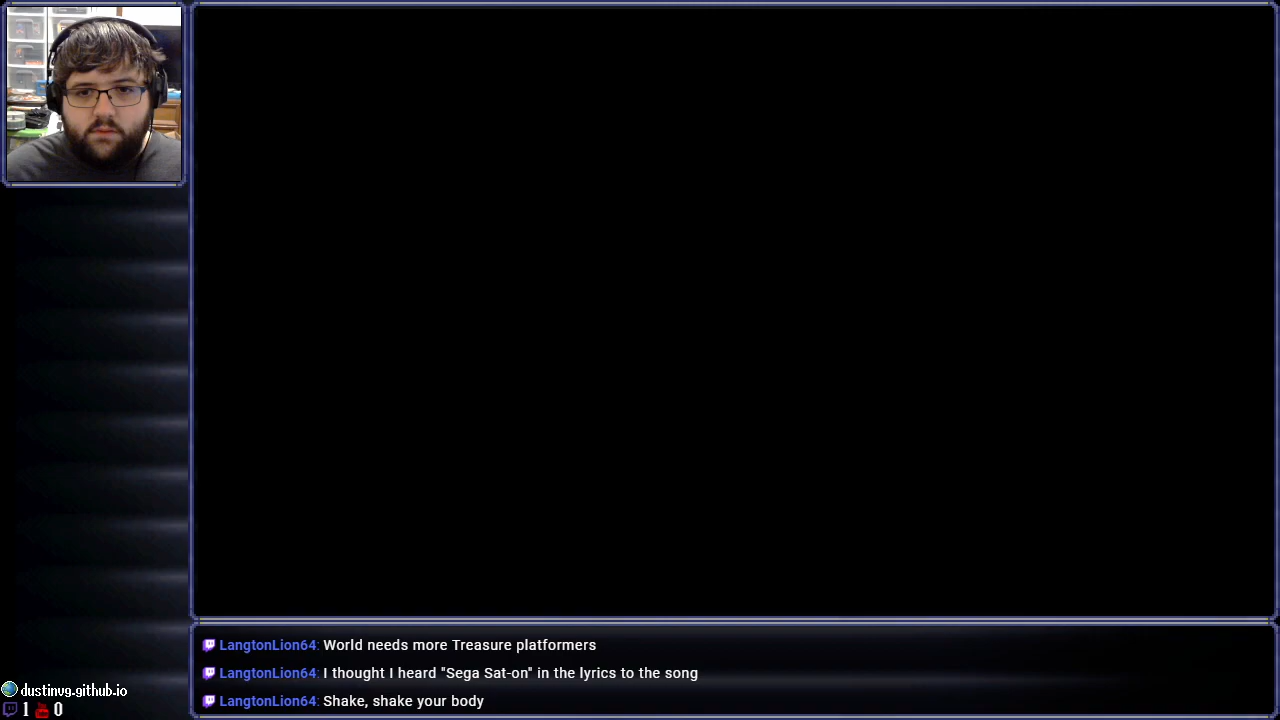 LangtonLion64: World needs more Treasure platformers
LangtonLion64: I thought I heard "Sega Sat-on" in the lyrics to the song
LangtonLion64: Shake, shake your body
dustinvg.github.io
1 0